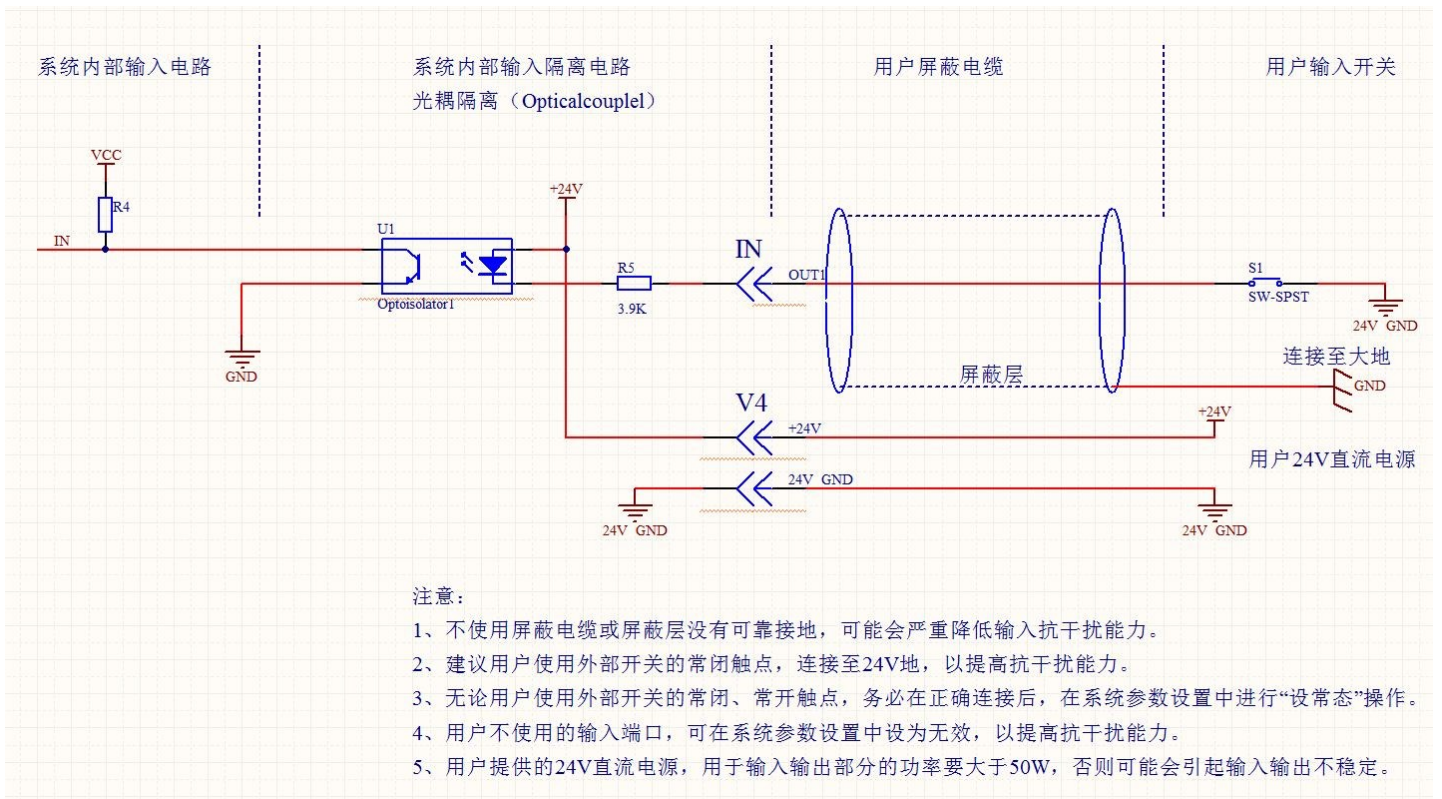 系统内部输入电路
系统内部输入隔离电路
用户屏蔽电缆
用户输入开关
光耦隔离（Opticalcouplel）
VCC
R4
IN
+24V
U1
Optoisolator1
GND
R5
3.9K
IN
OUT1
S1
SW-SPST
24V GND
连接至大地
屏蔽层
GND
V4
+24V
+24V
用户24V直流电源
24V GND
24V GND
24V GND
注意：
1、不使用屏蔽电缆或屏蔽层没有可靠接地，可能会严重降低输入抗干扰能力。
2、建议用户使用外部开关的常闭触点，连接至24V地，以提高抗干扰能力。
3、无论用户使用外部开关的常闭、常开触点，务必在正确连接后，在系统参数设置中进行“设常态”操作。
4、用户不使用的输入端口，可在系统参数设置中设为无效，以提高抗干扰能力。
5、用户提供的24V直流电源，用于输入输出部分的功率要大于50W，否则可能会引起输入输出不稳定。